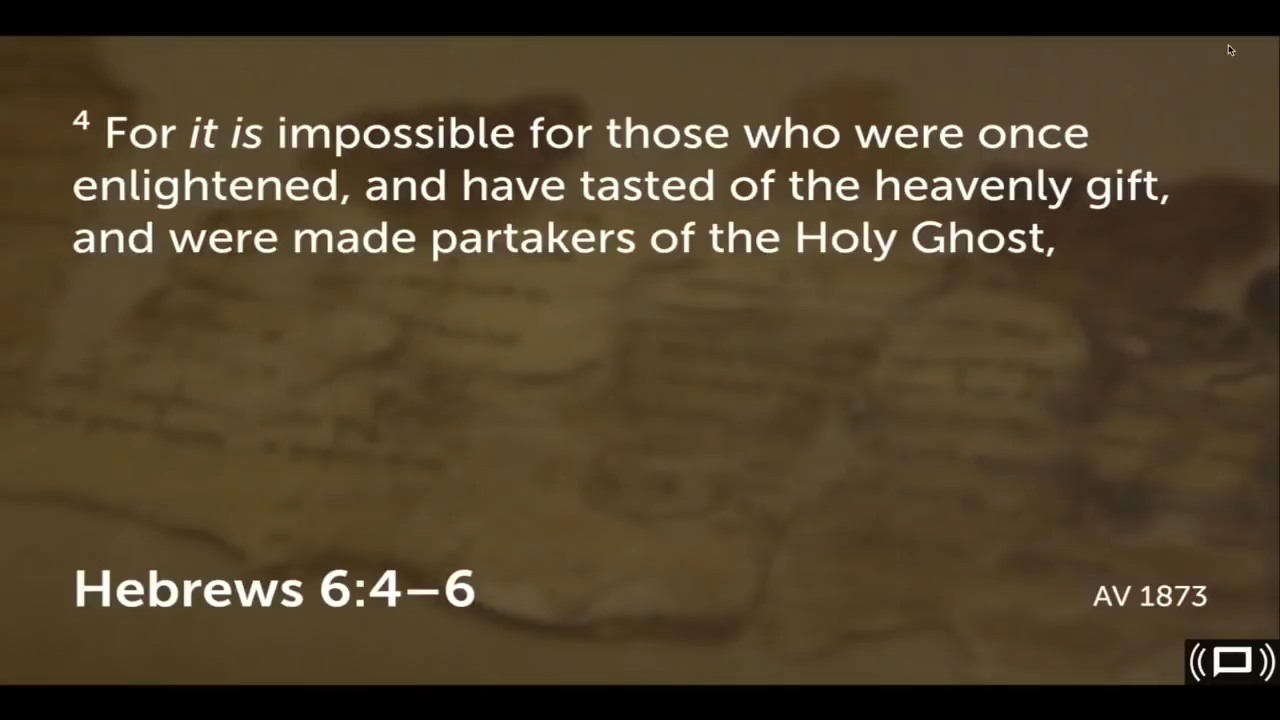 4 For it is impossible for those who were once
enlightened, and have tasted of the heavenly gift,
and were made partakers of the Holy Ghost,
Hebrews 6:4–6
AV 1873